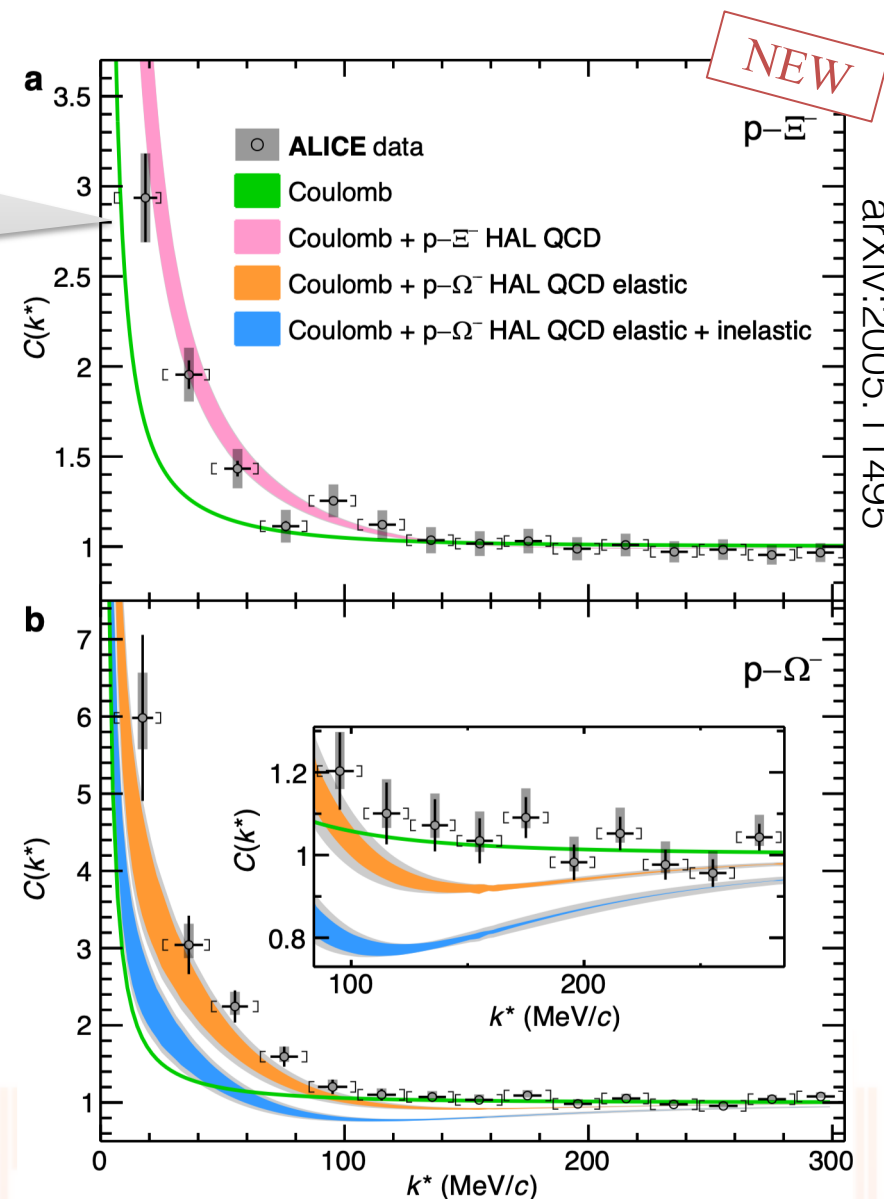 NEW
a
p–Ξ⁻
3.5
3
2.5
2
1.5
1
C(k*)
ALICE data
Coulomb
Coulomb + p–Ξ⁻ HAL QCD
Coulomb + p–Ω⁻ HAL QCD elastic
Coulomb + p–Ω⁻ HAL QCD elastic + inelastic
arxiv:2005.11495
b
p–Ω⁻
7
6
5
4
3
2
1
C(k*)
1.2
1
0.8
C(k*)
100
200
k* (MeV/c)
0
100
200
300
k* (MeV/c)